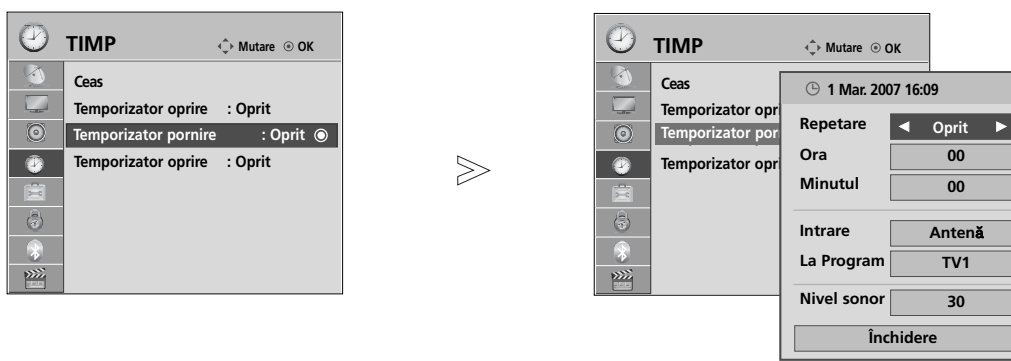 TIMP
Mutare OK
Ceas
Temporizator oprire : Oprit
Temporizator pornire : Oprit
Temporizator oprire : Oprit
TIMP
Mutare OK
Ceas
Temporizator opri
Temporizator por
Temporizator opri
1 Mar. 2007 16:09
Repetare ◄ Oprit ►
Ora 00
Minutul 00
Intrare Antenă
La Program TV1
Nivel sonor 30
Închidere